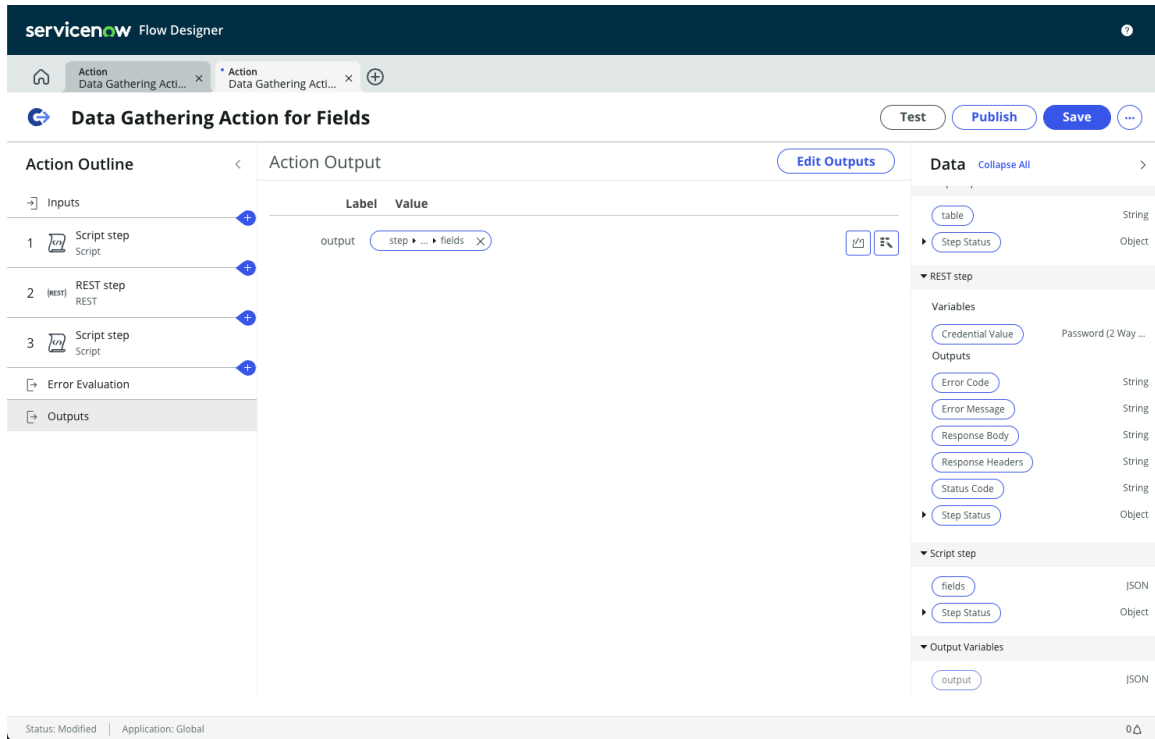 servicenow Flow Designer
Action
Data Gathering Acti...
Action
Data Gathering Acti...
Data Gathering Action for Fields
Test
Publish
Save
Action Outline
Inputs
1 Script step
Script
2 {REST} REST step
REST
3 Script step
Script
Error Evaluation
Outputs
Action Output
Edit Outputs
Label Value
output step ▸ ... ▸ fields
Data Collapse All
table String
Step Status Object
REST step
Variables
Credential Value Password (2 Way ...
Outputs
Error Code String
Error Message String
Response Body String
Response Headers String
Status Code String
Step Status Object
Script step
fields JSON
Step Status Object
Output Variables
output JSON
Status: Modified Application: Global
0